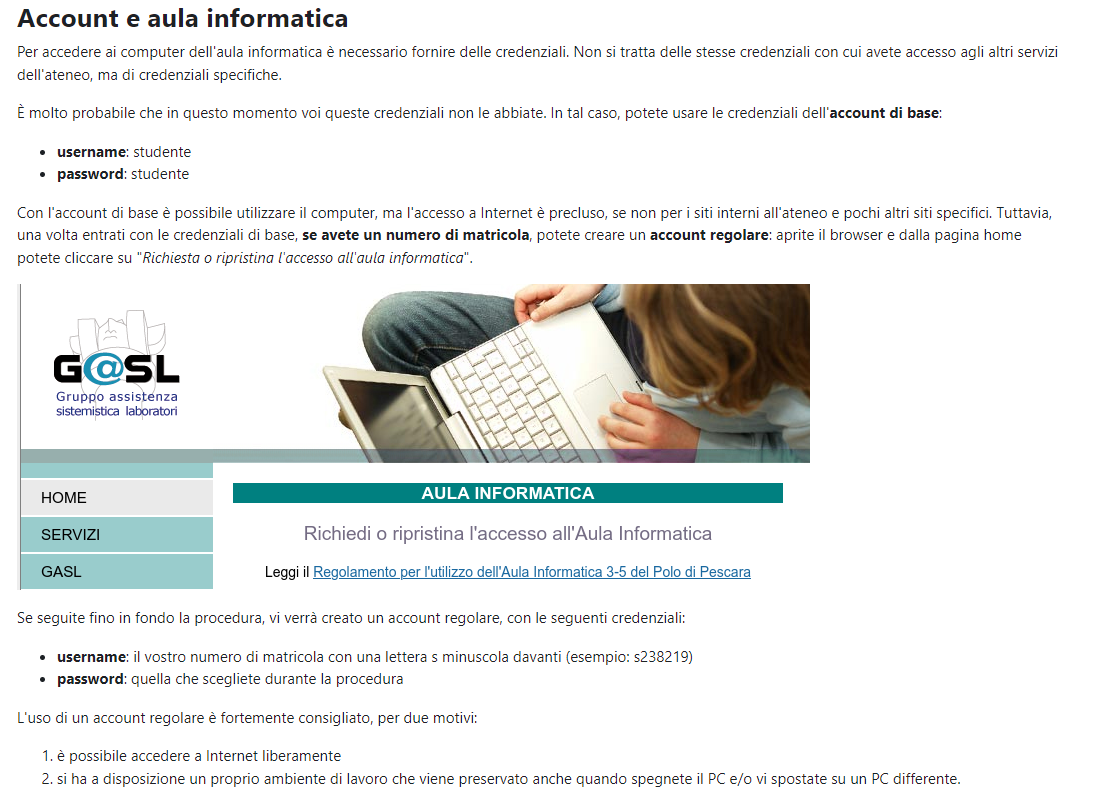 Account e aula informatica
Per accedere ai computer dell'aula informatica è necessario fornire delle credenziali. Non si tratta delle stesse credenziali con cui avete accesso agli altri servizi
dell'ateneo, ma di credenziali specifiche.
È molto probabile che in questo momento voi queste credenziali non le abbiate. In tal caso, potete usare le credenziali dell'account di base:
• username: studente
• password: studente
Con l'account di base è possibile utilizzare il computer, ma l'accesso a Internet è precluso, se non per i siti interni all'ateneo e pochi altri siti specifici. Tuttavia,
una volta entrati con le credenziali di base, se avete un numero di matricola, potete creare un account regolare: aprite il browser e dalla pagina home
potete cliccare su "Richiesta o ripristina l'accesso all'aula informatica".
G@SL
Gruppo assistenza
sistemistica laboratori
HOME
SERVIZI
GASL
AULA INFORMATICA
Richiedi o ripristina l'accesso all'Aula Informatica
Leggi il Regolamento per l'utilizzo dell'Aula Informatica 3-5 del Polo di Pescara
Se seguite fino in fondo la procedura, vi verrà creato un account regolare, con le seguenti credenziali:
• username: il vostro numero di matricola con una lettera s minuscola davanti (esempio: s238219)
• password: quella che scegliete durante la procedura
L'uso di un account regolare è fortemente consigliato, per due motivi:
1. è possibile accedere a Internet liberamente
2. si ha a disposizione un proprio ambiente di lavoro che viene preservato anche quando spegnete il PC e/o vi spostate su un PC differente.